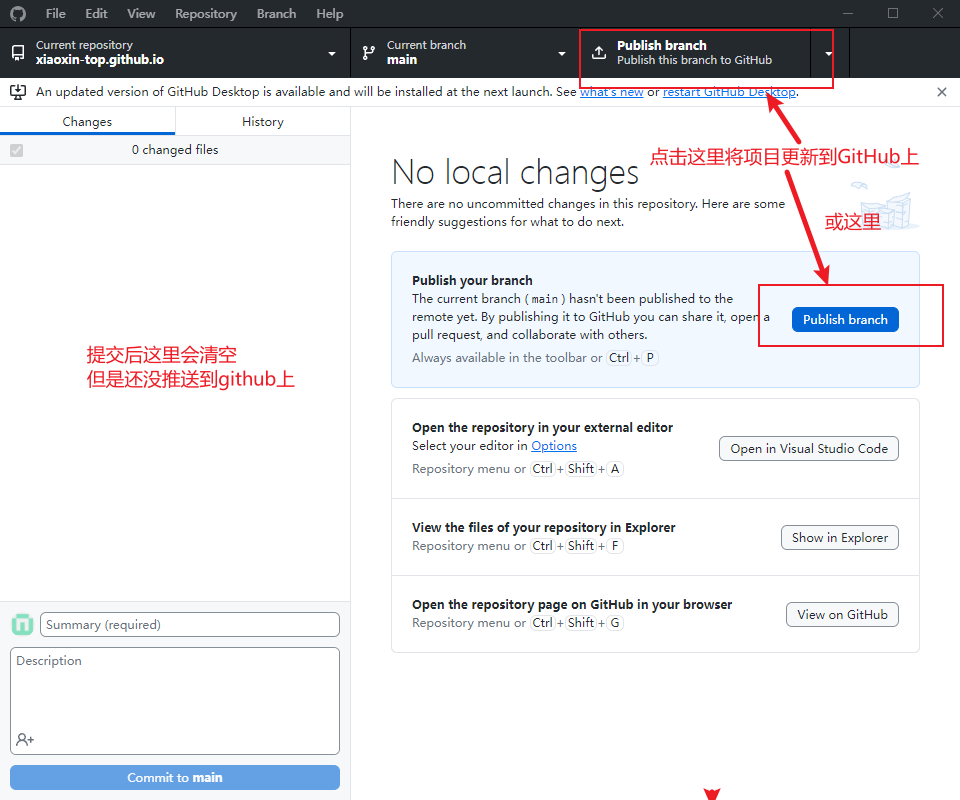 File Edit View Repository Branch Help
Current repository
xiaoxin-top.github.io
Current branch
main
Publish branch
Publish this branch to GitHub
An updated version of GitHub Desktop is available and will be installed at the next launch. See what's new or restart GitHub Desktop.
Changes
History
0 changed files
点击这里将项目更新到GitHub上
或这里
No local changes
There are no uncommitted changes in this repository. Here are some
friendly suggestions for what to do next.
Publish your branch
The current branch ( main ) hasn't been published to the
remote yet. By publishing it to GitHub you can share it, open a
pull request, and collaborate with others.
Always available in the toolbar or Ctrl + P
Publish branch
提交后这里会清空
但是还没推送到github上
Open the repository in your external editor
Select your editor in Options
Repository menu or Ctrl + Shift + A
Open in Visual Studio Code
View the files of your repository in Explorer
Repository menu or Ctrl + Shift + F
Show in Explorer
Open the repository page on GitHub in your browser
Repository menu or Ctrl + Shift + G
View on GitHub
Summary (required)
Description
Commit to main